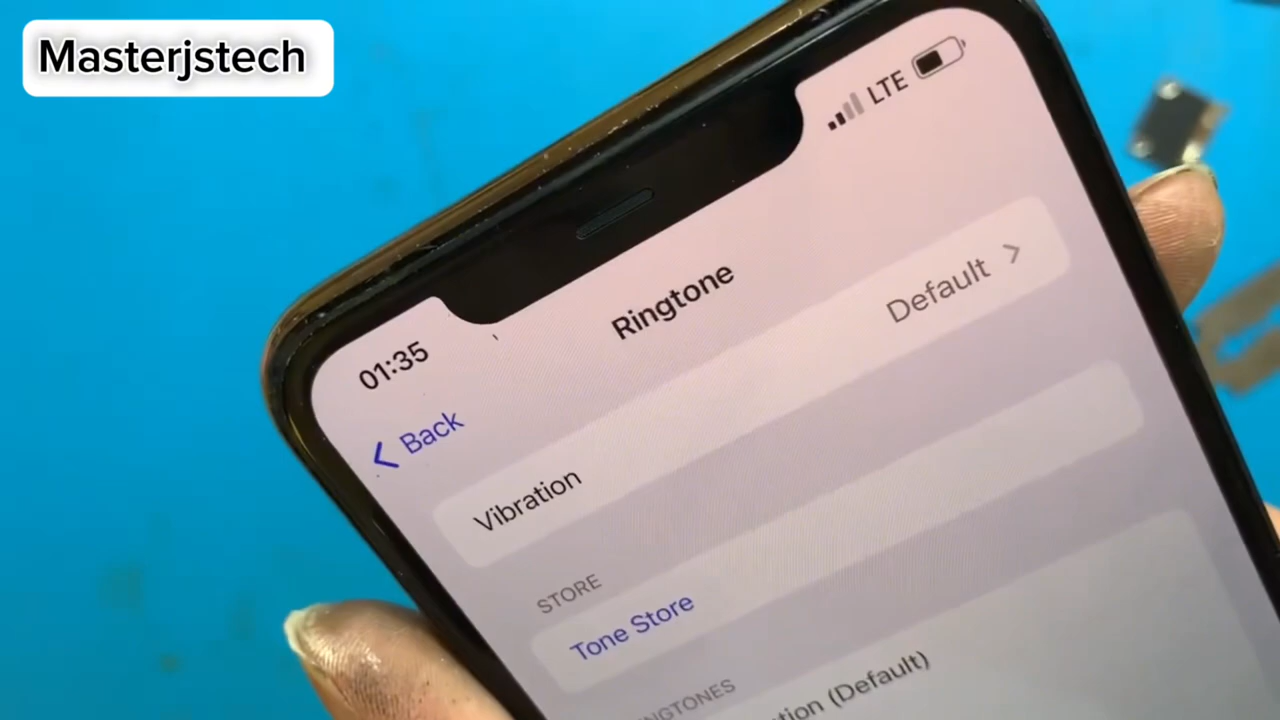 Masterjstech
01:35
LTE
Back
Ringtone
Vibration
Default
STORE
Tone Store
(Default)